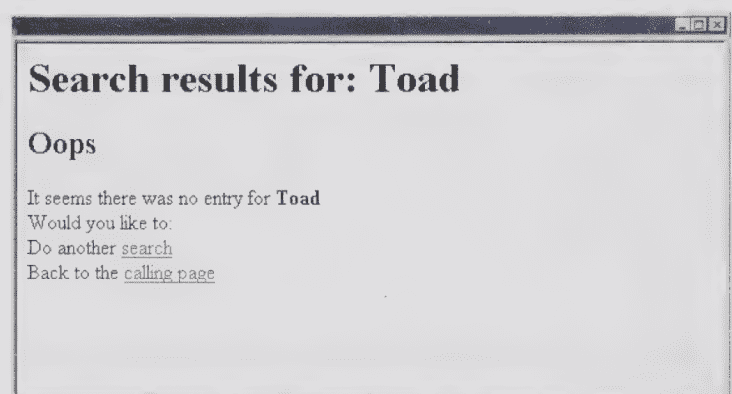 Search results for: Toad
Oops
It seems there was no entry for Toad
Would you like to:
Do another search
Back to the calling page